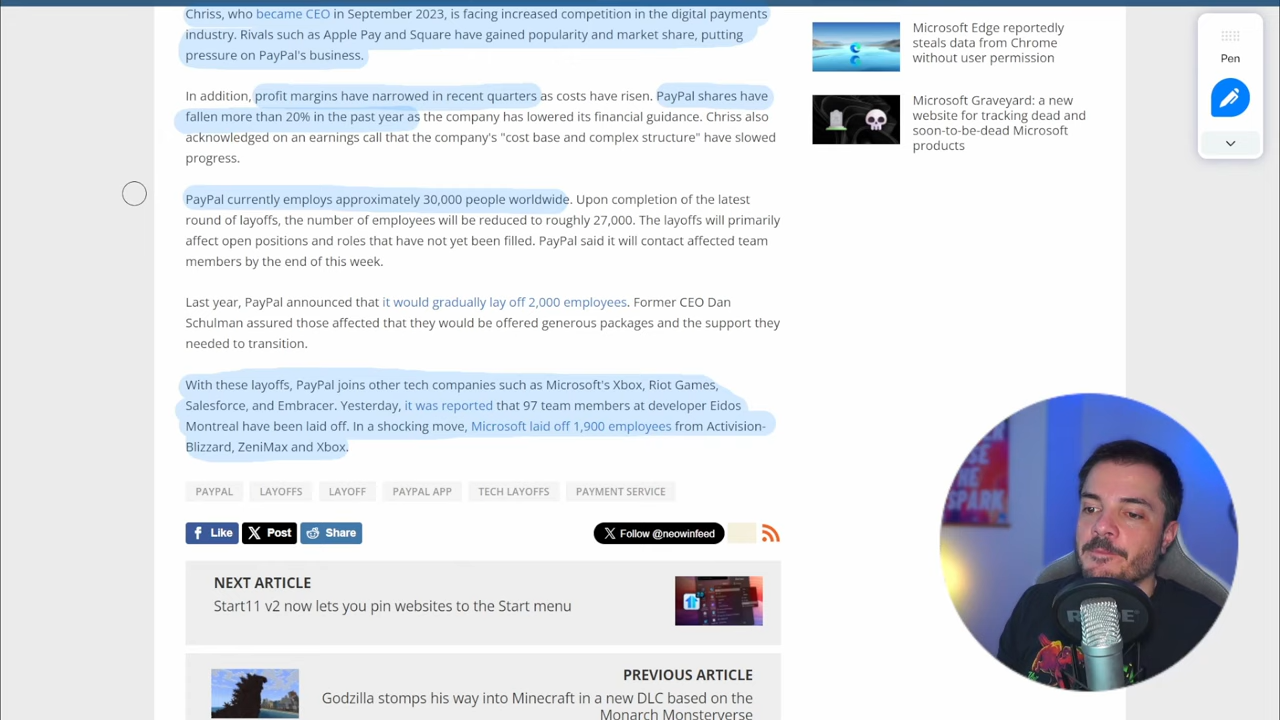 Chriss, who became CEO in September 2023, is facing increased competition in the digital payments
industry. Rivals such as Apple Pay and Square have gained popularity and market share, putting
pressure on PayPal's business.
In addition, profit margins have narrowed in recent quarters as costs have risen. PayPal shares have
fallen more than 20% in the past year as the company has lowered its financial guidance. Chriss also
acknowledged on an earnings call that the company's "cost base and complex structure" have slowed
progress.
PayPal currently employs approximately 30,000 people worldwide. Upon completion of the latest
round of layoffs, the number of employees will be reduced to roughly 27,000. The layoffs will primarily
affect open positions and roles that have not yet been filled. PayPal said it will contact affected team
members by the end of this week.
Last year, PayPal announced that it would gradually lay off 2,000 employees. Former CEO Dan
Schulman assured those affected that they would be offered generous packages and the support they
needed to transition.
With these layoffs, PayPal joins other tech companies such as Microsoft's Xbox, Riot Games,
Salesforce, and Embracer. Yesterday, it was reported that 97 team members at developer Eidos
Montreal have been laid off. In a shocking move, Microsoft laid off 1,900 employees from Activision-
Blizzard, ZeniMax and Xbox.
PAYPAL LAYOFFS LAYOFF PAYPAL APP TECH LAYOFFS PAYMENT SERVICE
Like Post Share Follow @neowinfeed
NEXT ARTICLE
Start11 v2 now lets you pin websites to the Start menu
PREVIOUS ARTICLE
Godzilla stomps his way into Minecraft in a new DLC based on the
Monarch Monsterverse
Microsoft Edge reportedly
steals data from Chrome
without user permission
Microsoft Graveyard: a new
website for tracking dead and
soon-to-be-dead Microsoft
products
Pen
SPARK